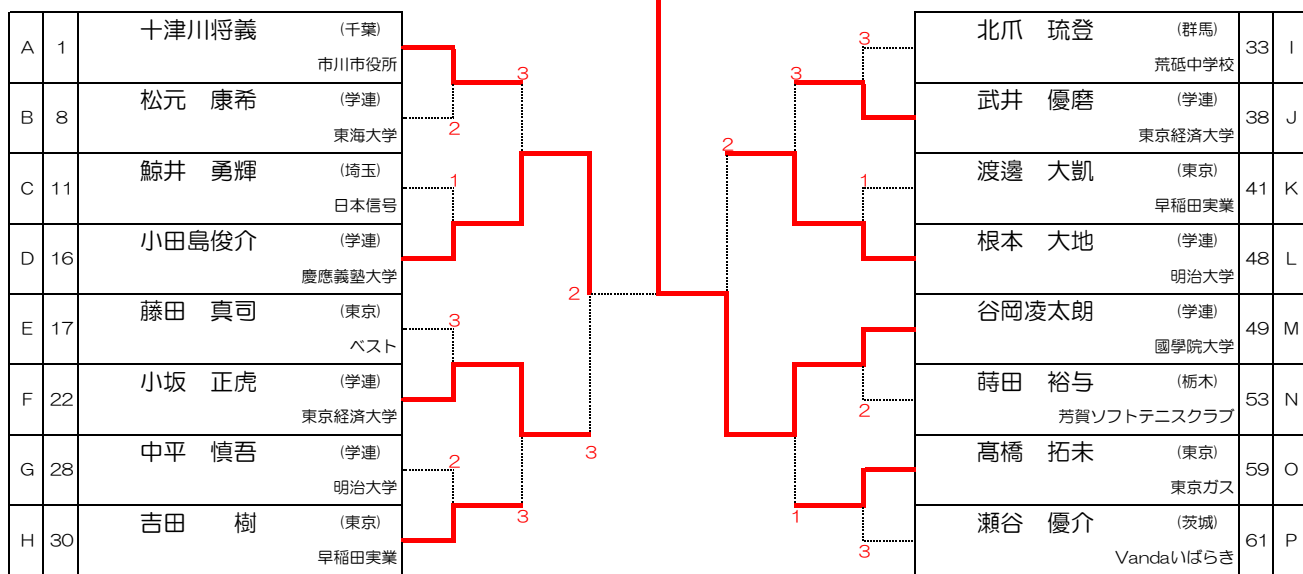 A 1 十津川将義 (千葉)
市川市役所
B 8 松元 康希 (学連)
東海大学
C 11 鯨井 勇輝 (埼玉)
日本信号
D 16 小田島俊介 (学連)
慶應義塾大学
E 17 藤田 真司 (東京)
ベスト
F 22 小坂 正虎 (学連)
東京経済大学
G 28 中平 慎吾 (学連)
明治大学
H 30 吉田 樹 (東京)
早稲田実業
3
2
1
3
2
3
2
3
3
2
3
3
1
2
1
3
北爪 琉登 (群馬) 33 I
荒砥中学校
武井 優磨 (学連) 38 J
東京経済大学
渡邊 大凱 (東京) 41 K
早稲田実業
根本 大地 (学連) 48 L
明治大学
谷岡凌太朗 (学連) 49 M
國學院大学
蒔田 裕与 (栃木) 53 N
芳賀ソフトテニスクラブ
髙橋 拓未 (東京) 59 O
東京ガス
瀬谷 優介 (茨城) 61 P
Vandaいばらき